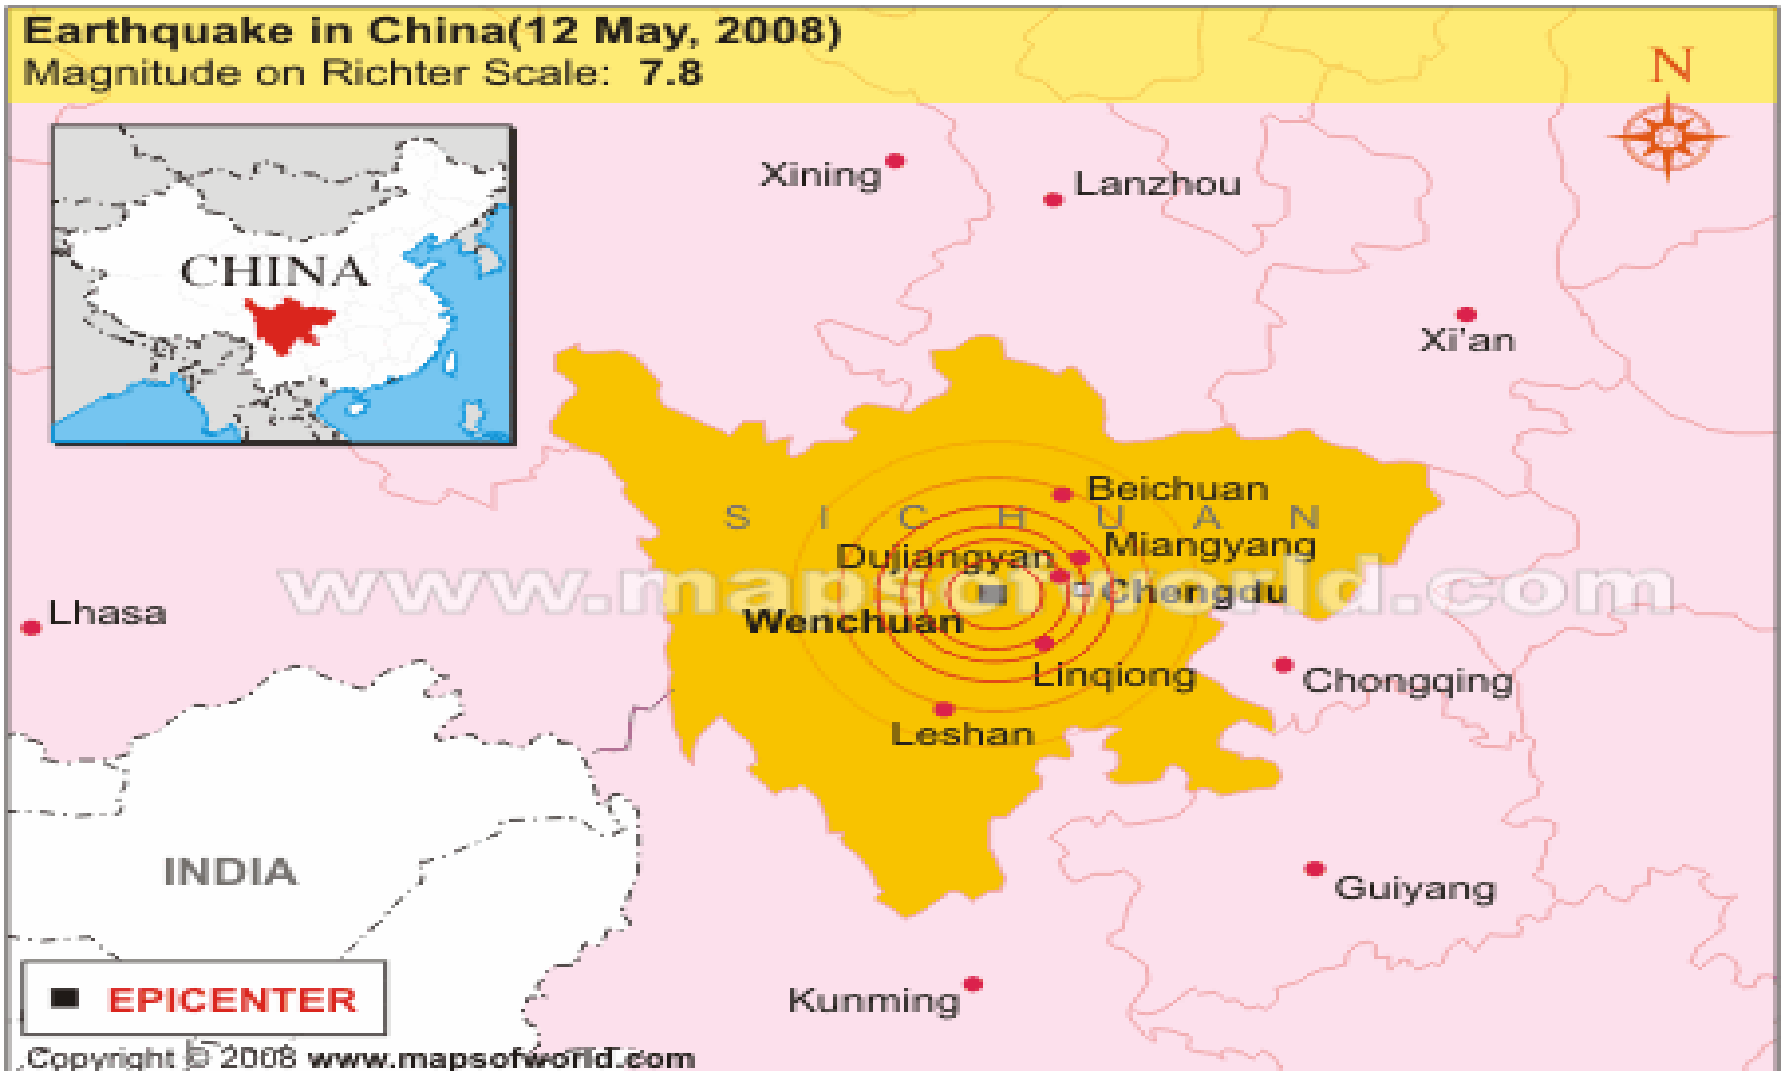 Earthquake in China(12 May, 2008)
Magnitude on Richter Scale: 7.8
N
Xining
Lanzhou
CHINA
Xi'an
Beichuan
SICHUAN
Miangyang
Dujiangyan
www.mapsofworld.com
Chengdu
Lhasa
Wenchuan
Linqiong
Chongqing
Leshan
INDIA
Guiyang
EPICENTER
Kunming
Copyright © 2008 www.mapsofworld.com